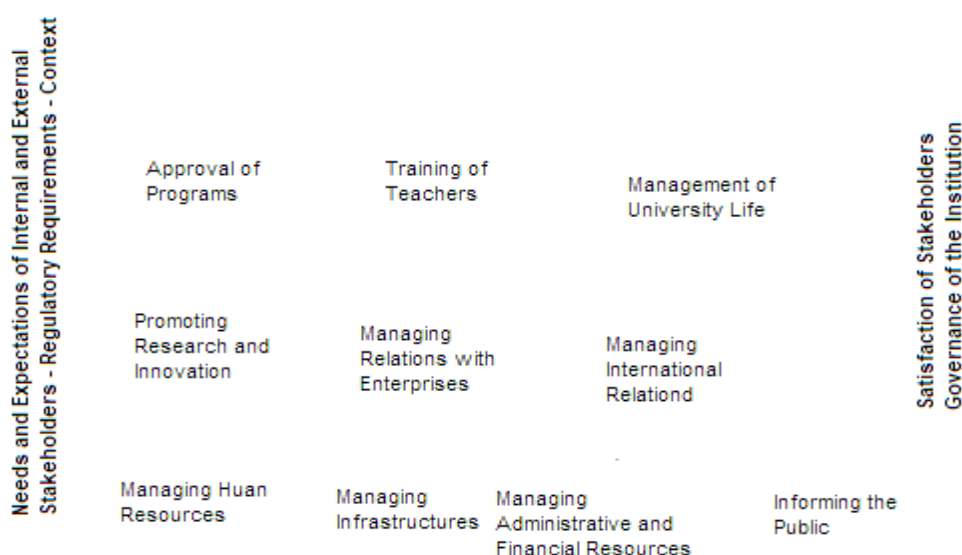 Needs and Expectations of Internal and External
Stakeholders - Regulatory Requirements - Context
Approval of
Programs
Training of
Teachers
Management of
University Life
Promoting
Research and
Innovation
Managing
Relations with
Enterprises
Managing
International
Relationd
Managing Huan
Resources
Managing
Infrastructures
Managing
Administrative and
Financial Resources
Informing the
Public
Satisfaction of Stakeholders
Governance of the Institution